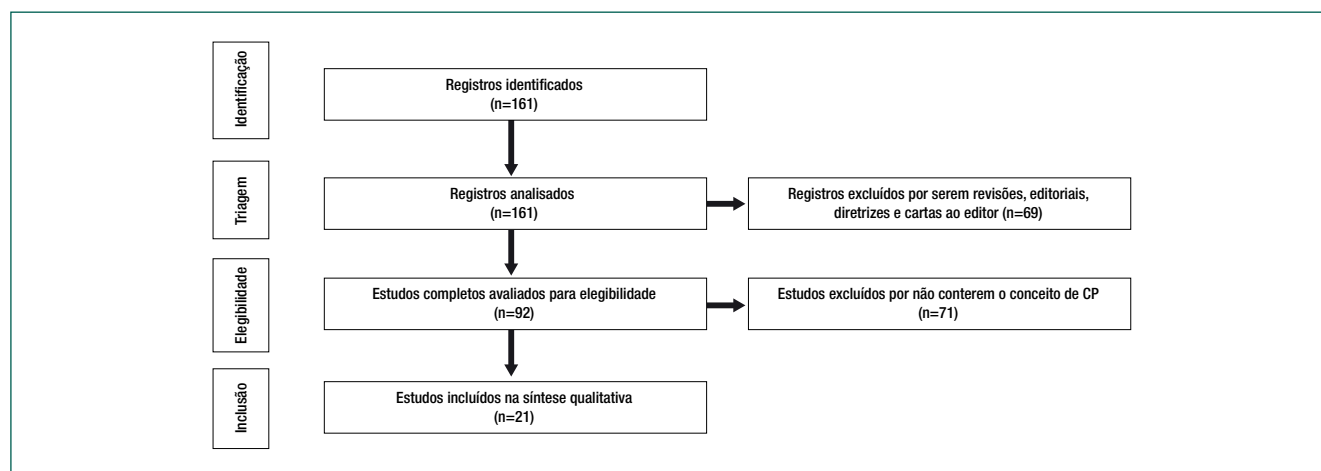 Identificação
Registros identificados
(n=161)
Triagem
Registros analisados
(n=161)
Registros excluídos por serem revisões, editoriais,
diretrizes e cartas ao editor (n=69)
Elegibilidade
Estudos completos avaliados para elegibilidade
(n=92)
Estudos excluídos por não conterem o conceito de CP
(n=71)
Inclusão
Estudos incluídos na síntese qualitativa
(n=21)